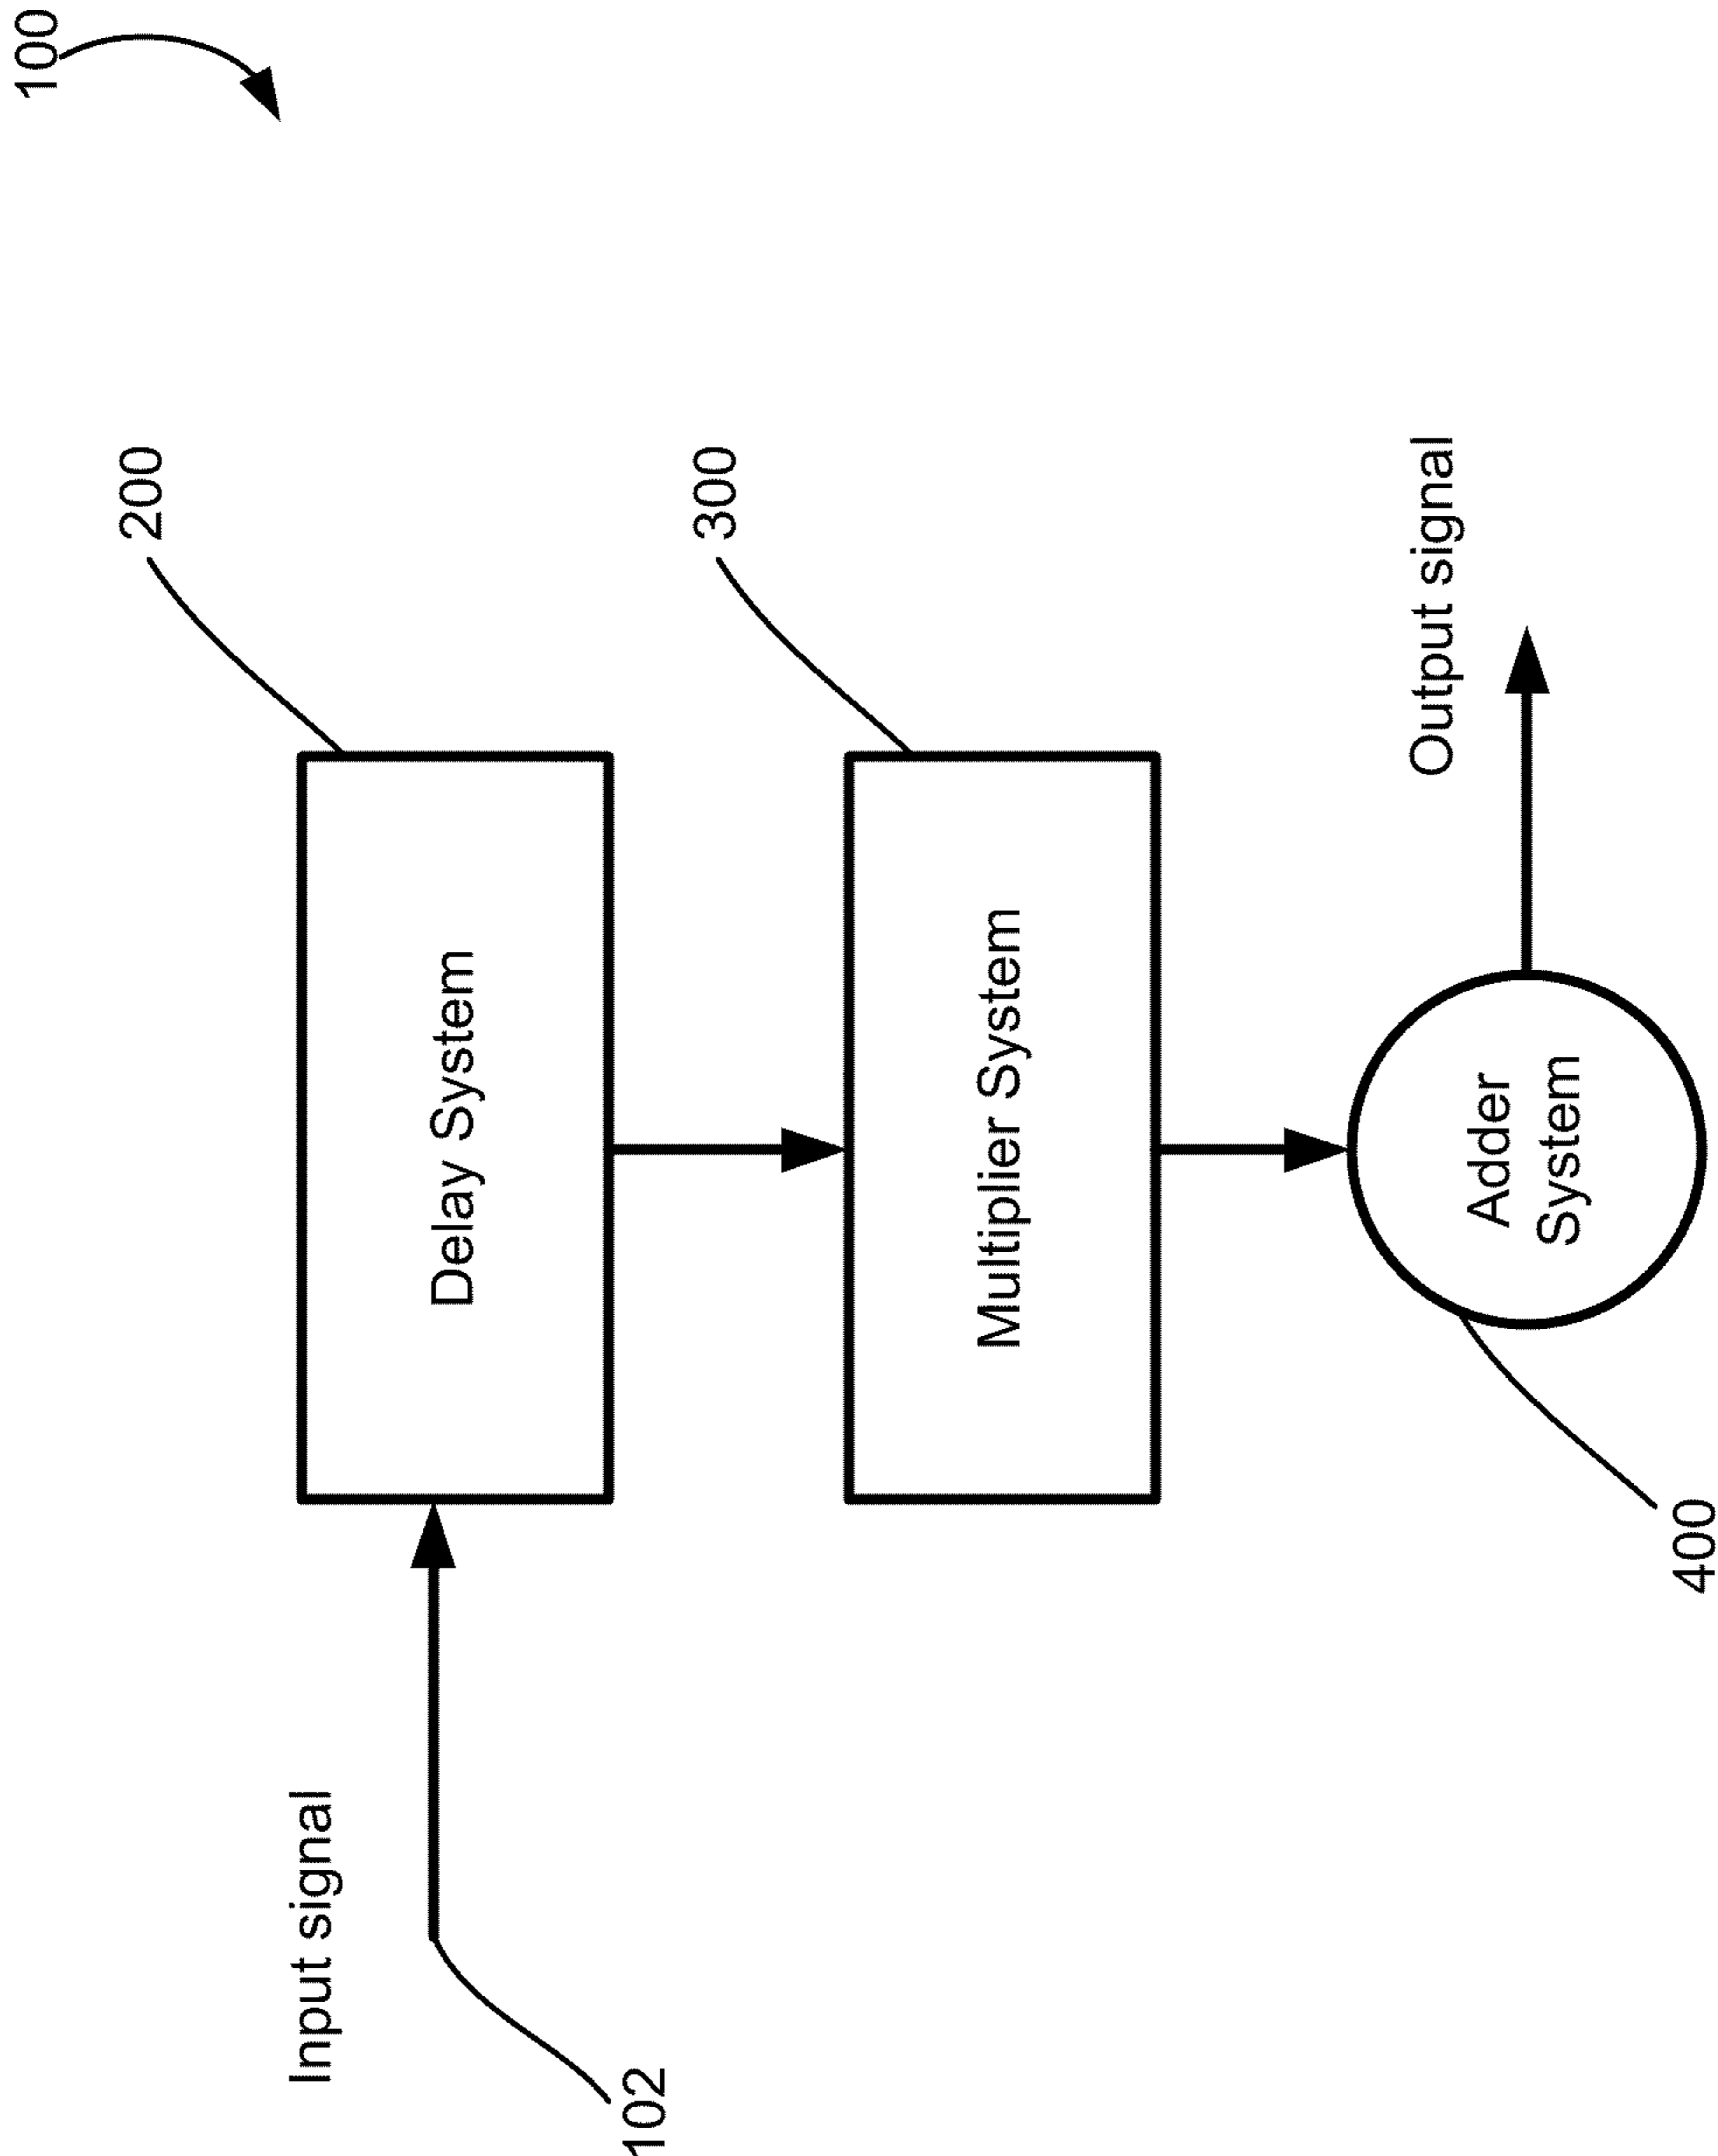 100
200
Input signal
Delay System
102
300
Multiplier System
Output signal
Adder
System
400